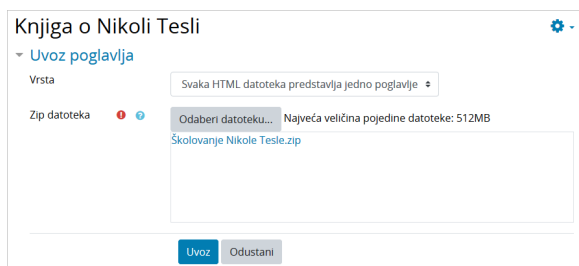 Knjiga o Nikoli Tesli
Uvoz poglavlja
Vrsta
Svaka HTML datoteka predstavlja jedno poglavlje
Zip datoteka
Odaberi datoteku... Najveća veličina pojedine datoteke: 512MB
Školovanje Nikole Tesle.zip
Uvoz Odustani